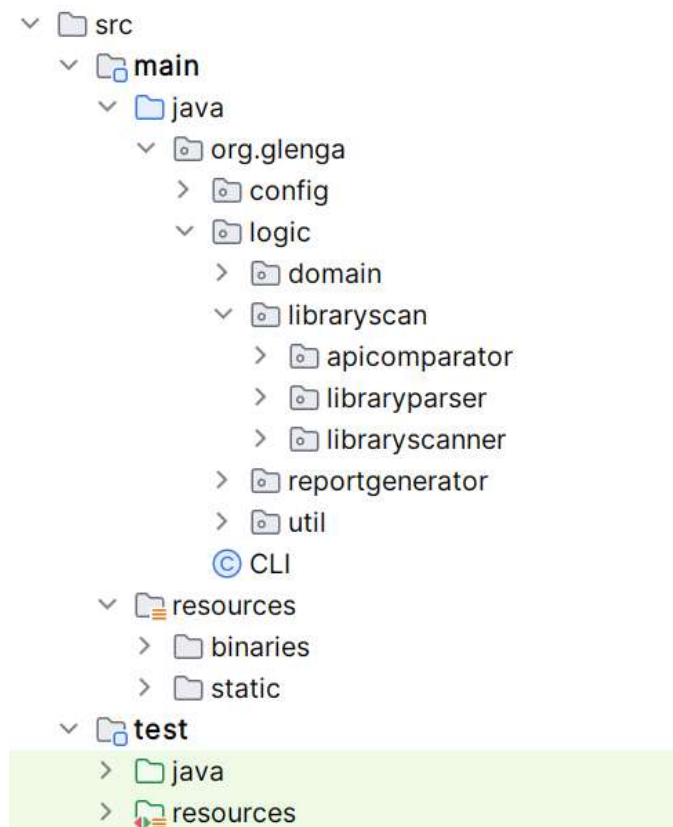 src
main
java
org.glenga
config
logic
domain
libraryscan
apicomparator
libraryparser
libraryscanner
reportgenerator
util
C CLI
resources
binaries
static
test
java
resources